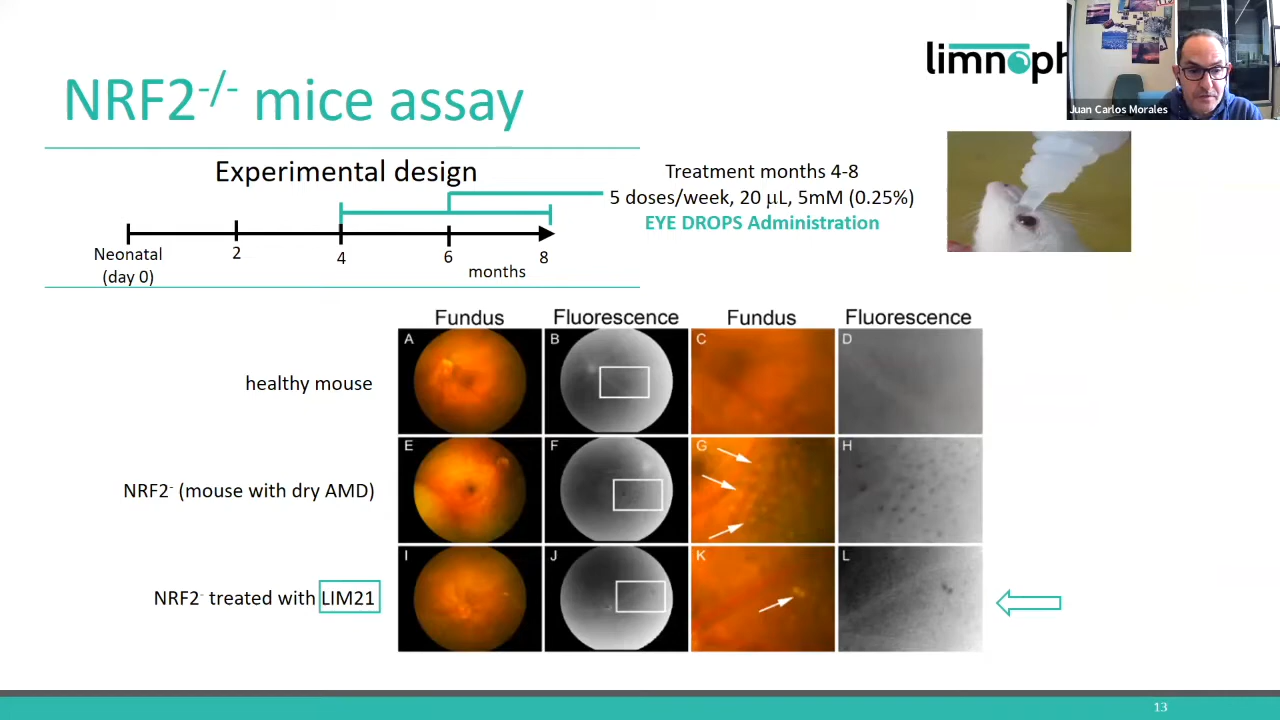 limnoph
Juan Carlos Morales
NRF2-/- mice assay
Experimental design
Treatment months 4-8
5 doses/week, 20 µL, 5mM (0.25%)
EYE DROPS Administration
Neonatal
(day 0)
2
4
6
8
months
Fundus
Fluorescence
Fundus
Fluorescence
healthy mouse
A
B
C
D
NRF2- (mouse with dry AMD)
E
F
G
H
NRF2- treated with LIM21
I
J
K
L
13